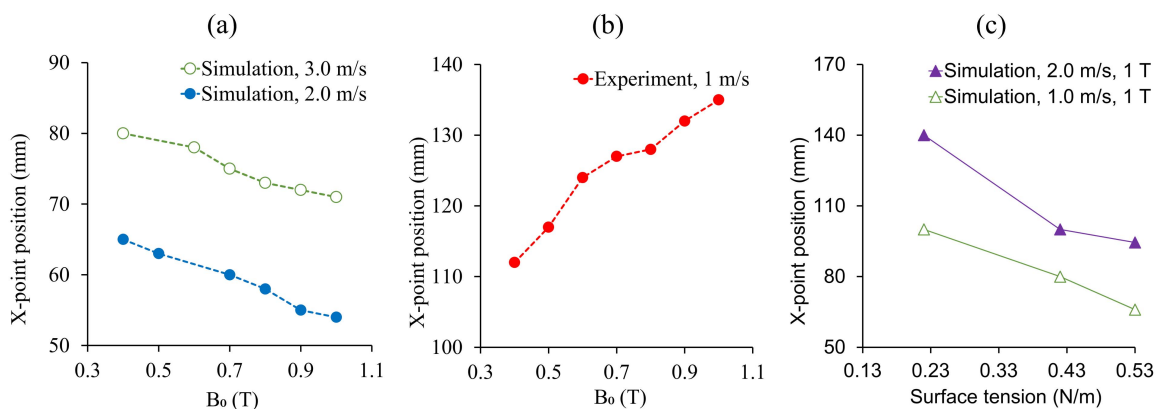 (a)
Simulation, 3.0 m/s
Simulation, 2.0 m/s
X-point position (mm)
90
80
70
60
50
0.3 0.5 0.7 0.9 1.1
B₀ (T)
(b)
Experiment, 1 m/s
X-point position (mm)
140
130
120
110
100
0.3 0.5 0.7 0.9 1.1
B₀ (T)
(c)
Simulation, 2.0 m/s, 1 T
Simulation, 1.0 m/s, 1 T
X-point position (mm)
170
140
110
80
50
0.13 0.23 0.33 0.43 0.53
Surface tension (N/m)